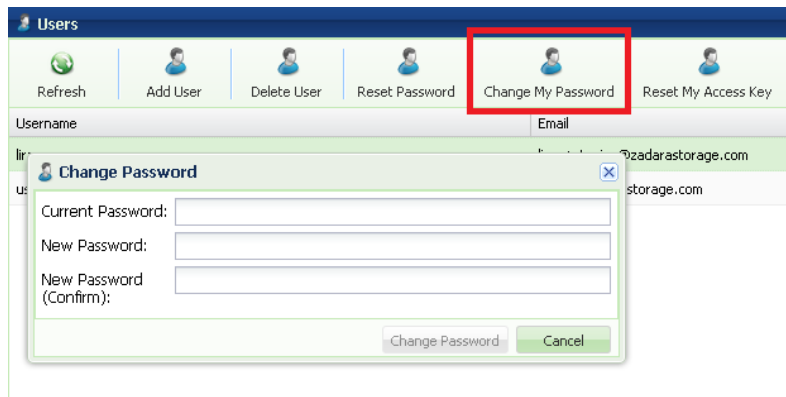 Users
Refresh Add User Delete User Reset Password Change My Password Reset My Access Key
Username Email
@zadarastorage.com
Change Password
storage.com
Current Password:
New Password:
New Password
(Confirm):
Change Password Cancel